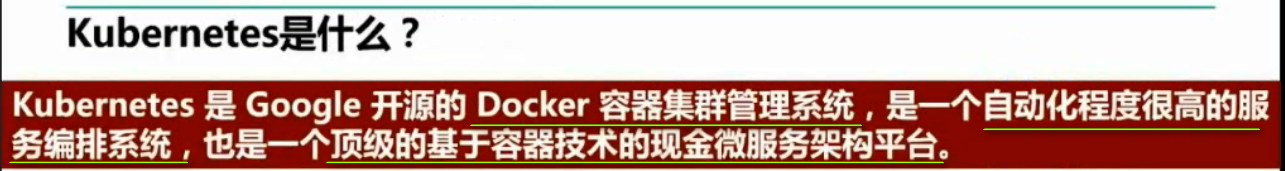 Kubernetes是什么？
Kubernetes 是 Google 开源的 Docker 容器集群管理系统，是一个自动化程度很高的服
务编排系统，也是一个顶级的基于容器技术的现金微服务架构平台。